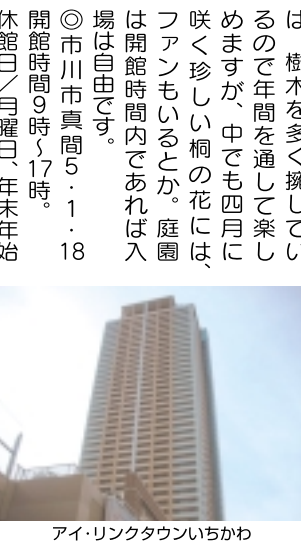 は、樹木を多く擁してい
るので年間を通して楽し
めますが、中でも四月に
咲く珍しい桐の花には、
ファンもいるとか。庭園
は開館時間内であれば入
場は自由です。
◎市川市真間5・1・18
開館時間9時~17時。
休館日/月曜日、年末年始
アイ・リンクタウンいちかわ